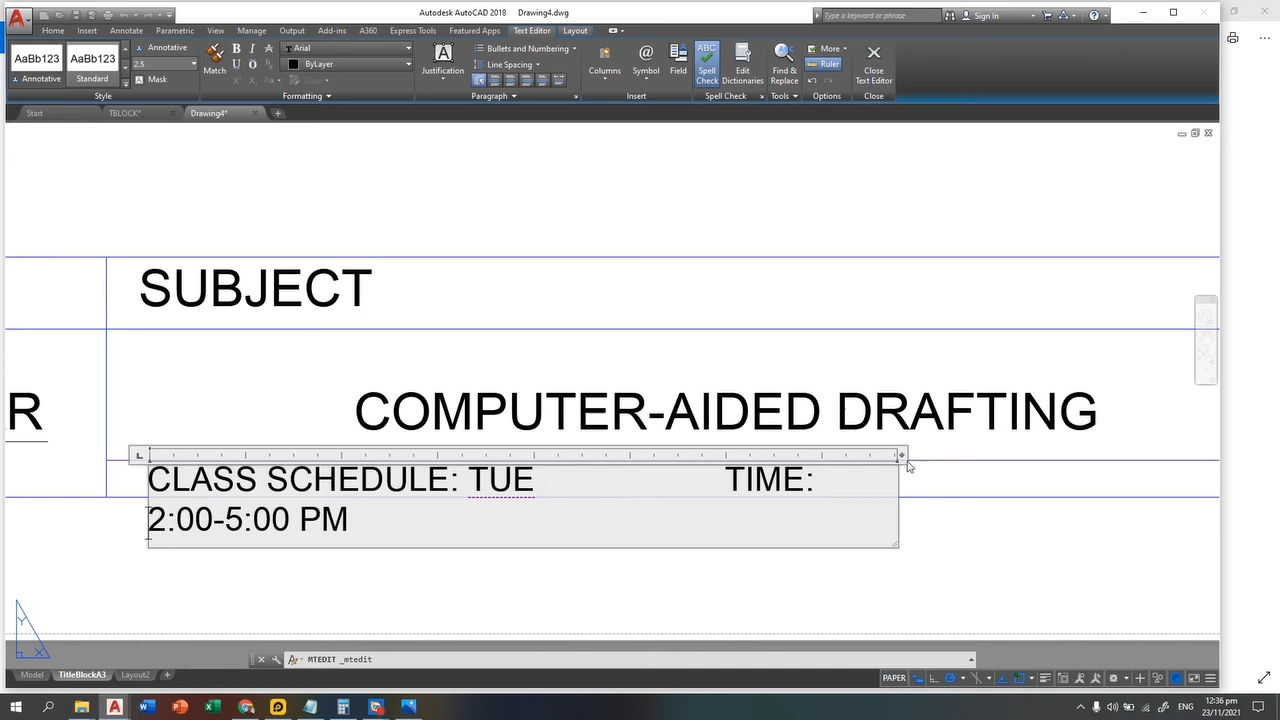 Autodesk AutoCAD 2018 Drawing4.dwg
Type a keyword or phrase
Sign In
Home Insert Annotate Parametric View Manage Output Add-ins A360 Express Tools Featured Apps Text Editor Layout
AaBb123 AaBb123 Annotative
Annotative Standard 2.5
Mask
Style
Match
B I A
U O
Arial
ByLayer
Clear
Formatting
Justification
Bullets and Numbering
Line Spacing
Paragraph
Columns Symbol Field
Insert
ABC
Spell Check
Edit Dictionaries
Spell Check
Find & Replace
Tools
More
Ruler
Options
Close Text Editor
Close
Start TBLOCK* Drawing4*
SUBJECT
R
COMPUTER-AIDED DRAFTING
CLASS SCHEDULE: TUE TIME:
2:00-5:00 PM
Y
X
MTEDIT _mtedit
Model TitleBlockA3 Layout2
PAPER
ENG
12:36 pm
23/11/2021